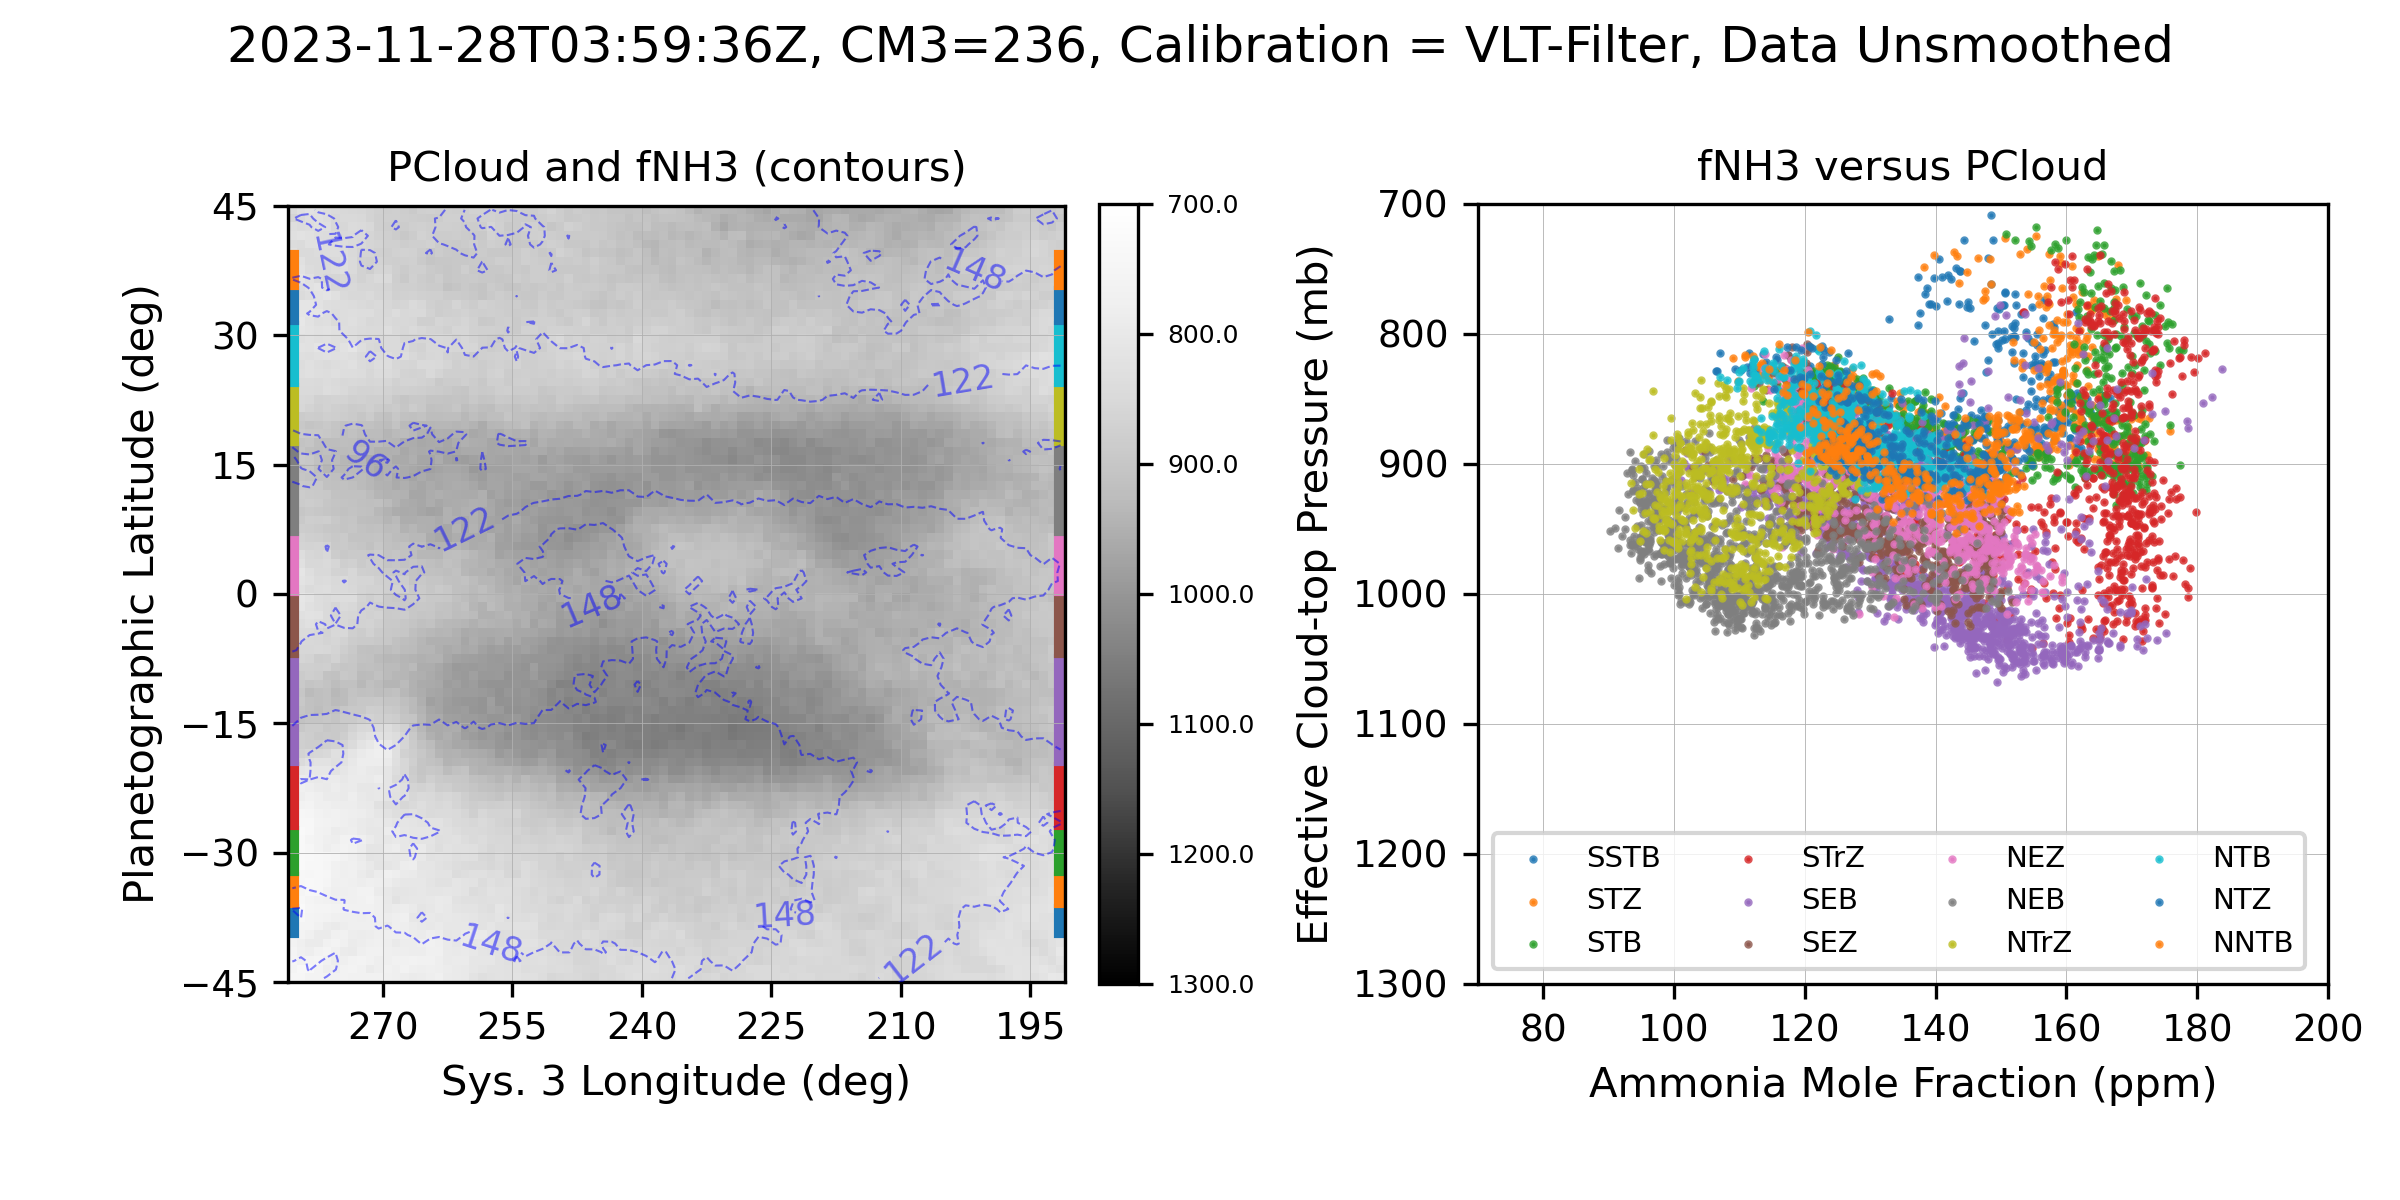 2023-11-28T03:59:36Z, CM3=236, Calibration = VLT-Filter, Data Unsmoothed
PCloud and fNH3 (contours)
Planetographic Latitude (deg)
45
30
15
0
−15
−30
−45
270
255
240
225
210
195
Sys. 3 Longitude (deg)
122
148
122
96
122
148
148
148
122
700.0
800.0
900.0
1000.0
1100.0
1200.0
1300.0
fNH3 versus PCloud
Effective Cloud-top Pressure (mb)
700
800
900
1000
1100
1200
1300
SSTB
STZ
STB
STrZ
SEB
SEZ
NEZ
NEB
NTrZ
NTB
NTZ
NNTB
80
100
120
140
160
180
200
Ammonia Mole Fraction (ppm)